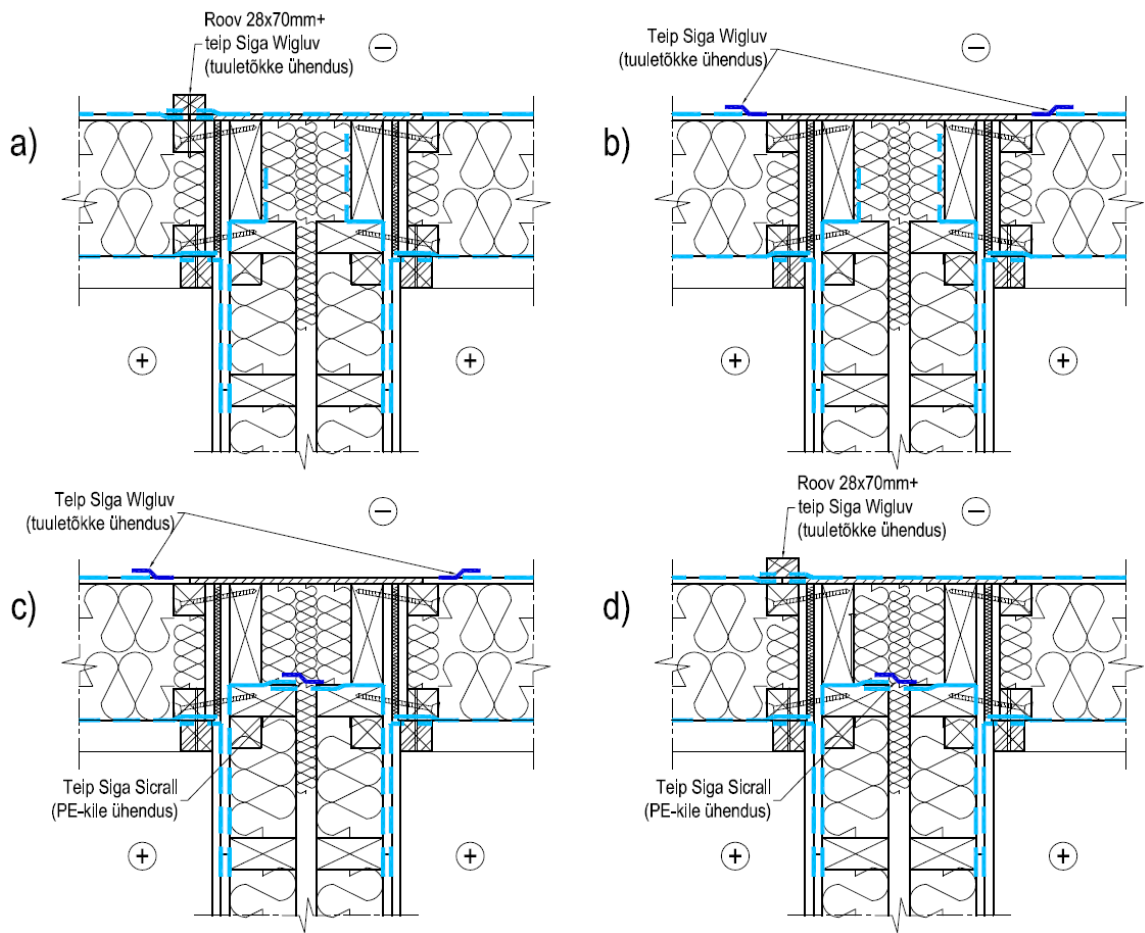 Roov 28x70mm+
teip Siga Wigluv
(tuuletõkke ühendus)
a)
Teip Siga Wigluv
(tuuletõkke ühendus)
b)
Teip Siga Wigluv
(tuuletõkke ühendus)
c)
Teip Siga Sicrall
(PE-kile ühendus)
Roov 28x70mm+
teip Siga Wigluv
(tuuletõkke ühendus)
d)
Teip Siga Sicrall
(PE-kile ühendus)